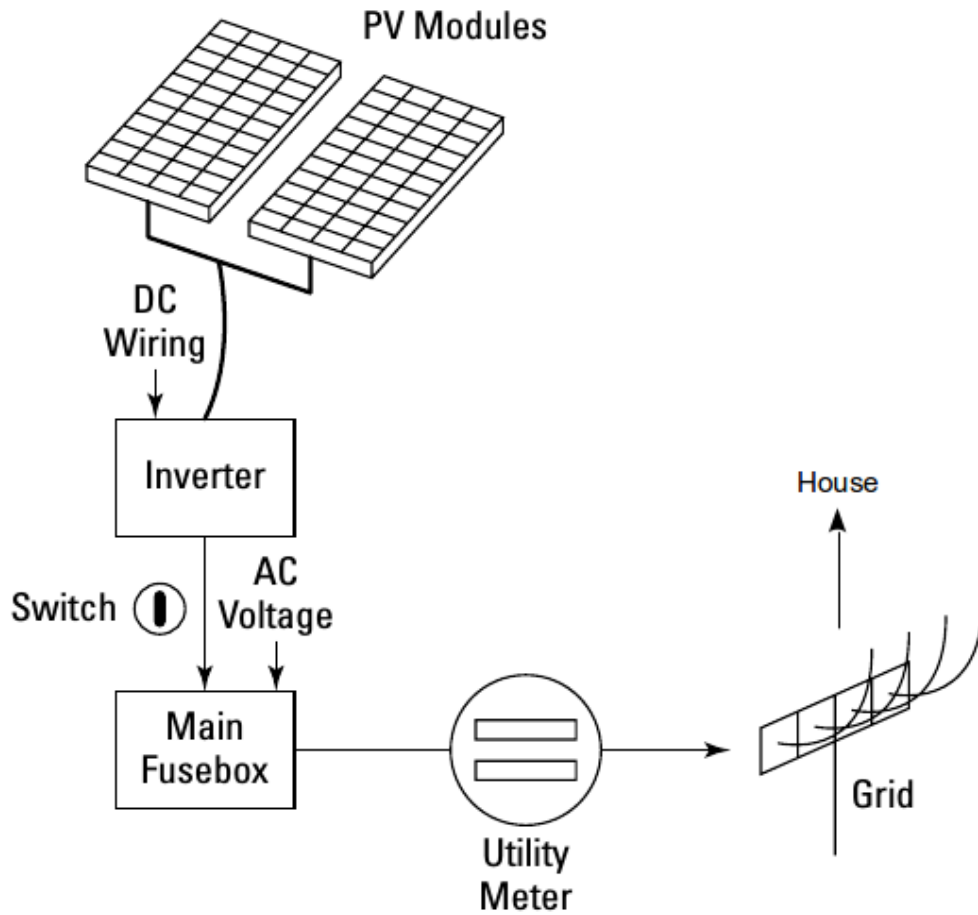 PV Modules
DC
Wiring
Inverter
House
Switch
AC
Voltage
Main
Fusebox
Grid
Utility
Meter